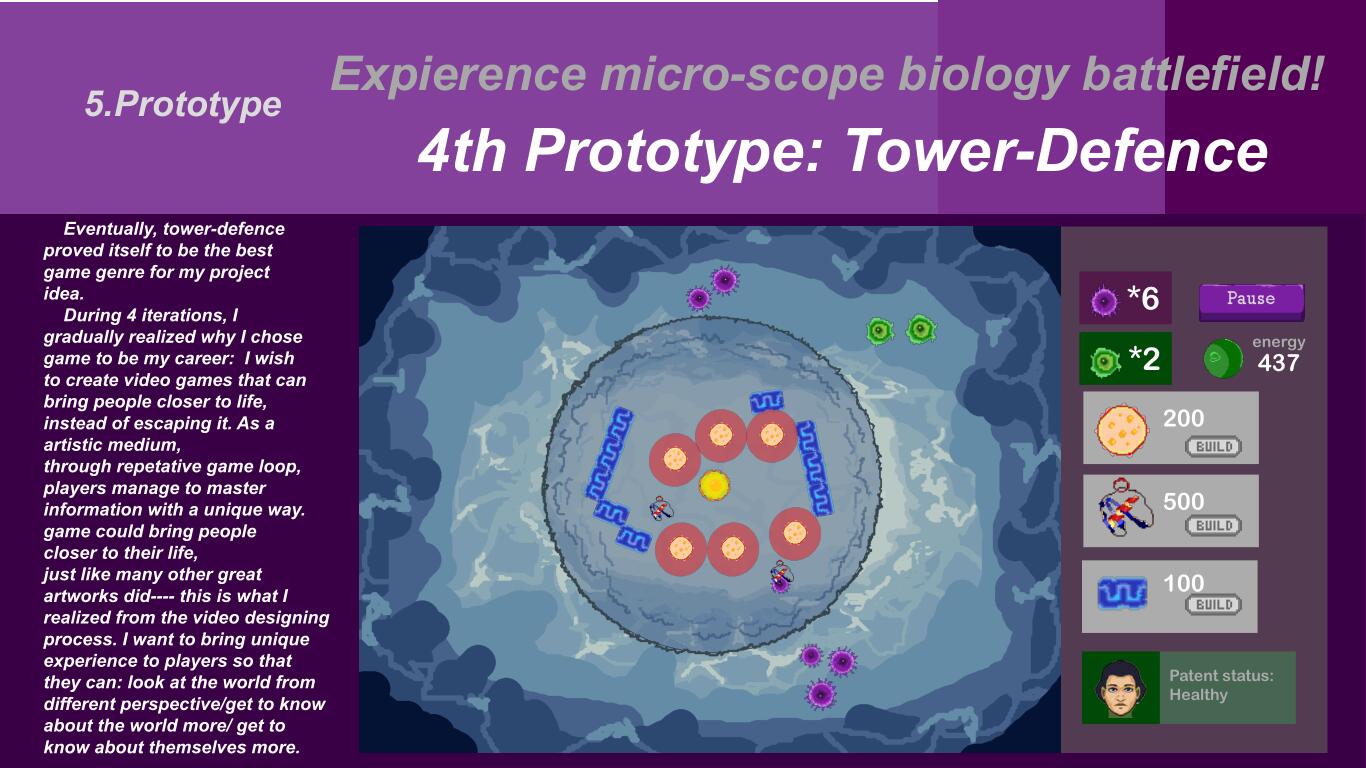 Expierence micro-scope biology battlefield!
5.Prototype
4th Prototype: Tower-Defence
Eventually, tower-defence
proved itself to be the best
game genre for my project
idea.
During 4 iterations, I
gradually realized why I chose
game to be my career:  I wish
to create video games that can
bring people closer to life,
instead of escaping it. As a
artistic medium,
through repetative game loop,
players manage to master
information with a unique way.
game could bring people
closer to their life,
just like many other great
artworks did---- this is what I
realized from the video designing
process. I want to bring unique
experience to players so that
they can: look at the world from
different perspective/get to know
about the world more/ get to
know about themselves more.
*6
Pause
*2
energy
437
200
BUILD
500
BUILD
100
BUILD
Patent status:
Healthy